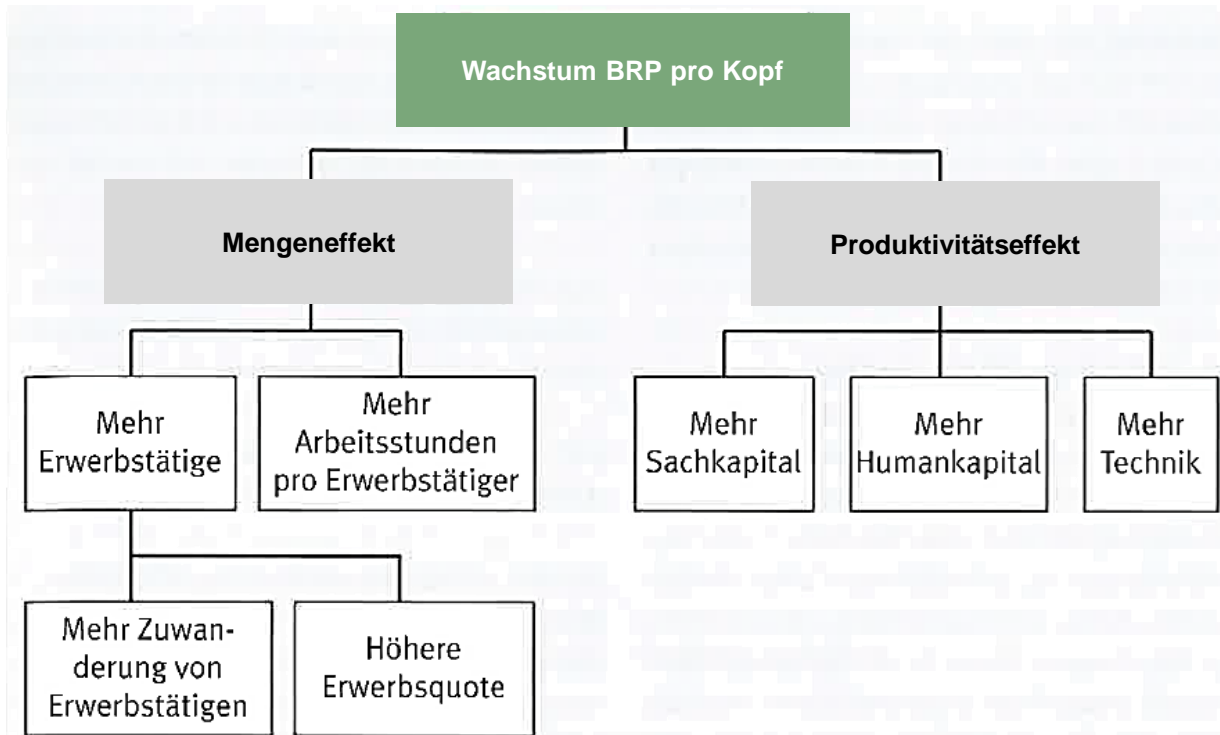 Wachstum BRP pro Kopf
Mengeneffekt
Produktivitätseffekt
Mehr
Erwerbstätige
Mehr
Arbeitsstunden
pro Erwerbstätiger
Mehr
Sachkapital
Mehr
Humankapital
Mehr
Technik
Mehr Zuwan-
derung von
Erwerbstätigen
Höhere
Erwerbsquote